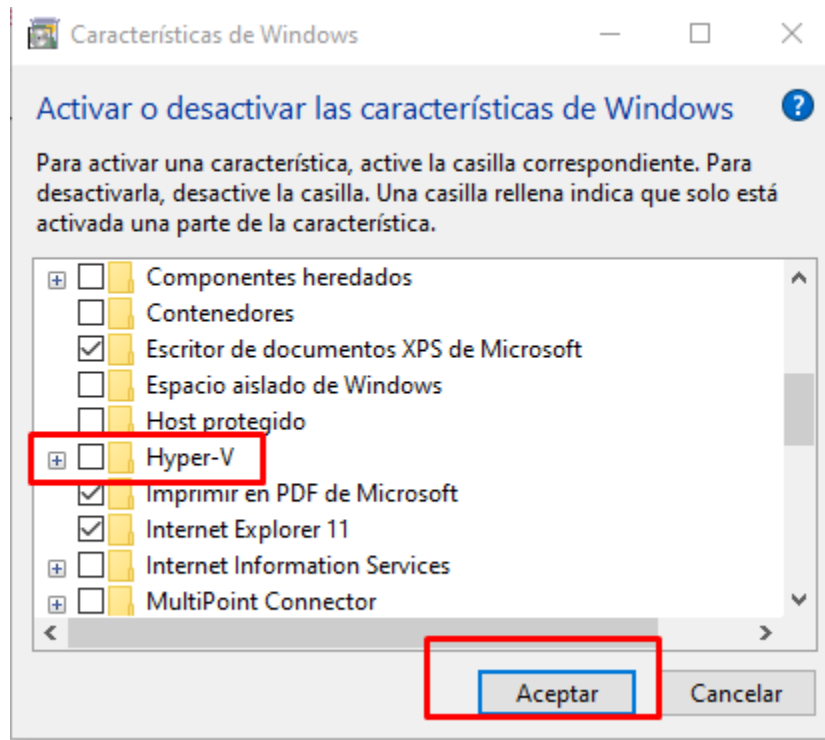 Características de Windows
Activar o desactivar las características de Windows
Para activar una característica, active la casilla correspondiente. Para
desactivarla, desactive la casilla. Una casilla rellena indica que solo está
activada una parte de la característica.
Componentes heredados
Contenedores
Escritor de documentos XPS de Microsoft
Espacio aislado de Windows
Host protegido
Hyper-V
Imprimir en PDF de Microsoft
Internet Explorer 11
Internet Information Services
MultiPoint Connector
Aceptar Cancelar